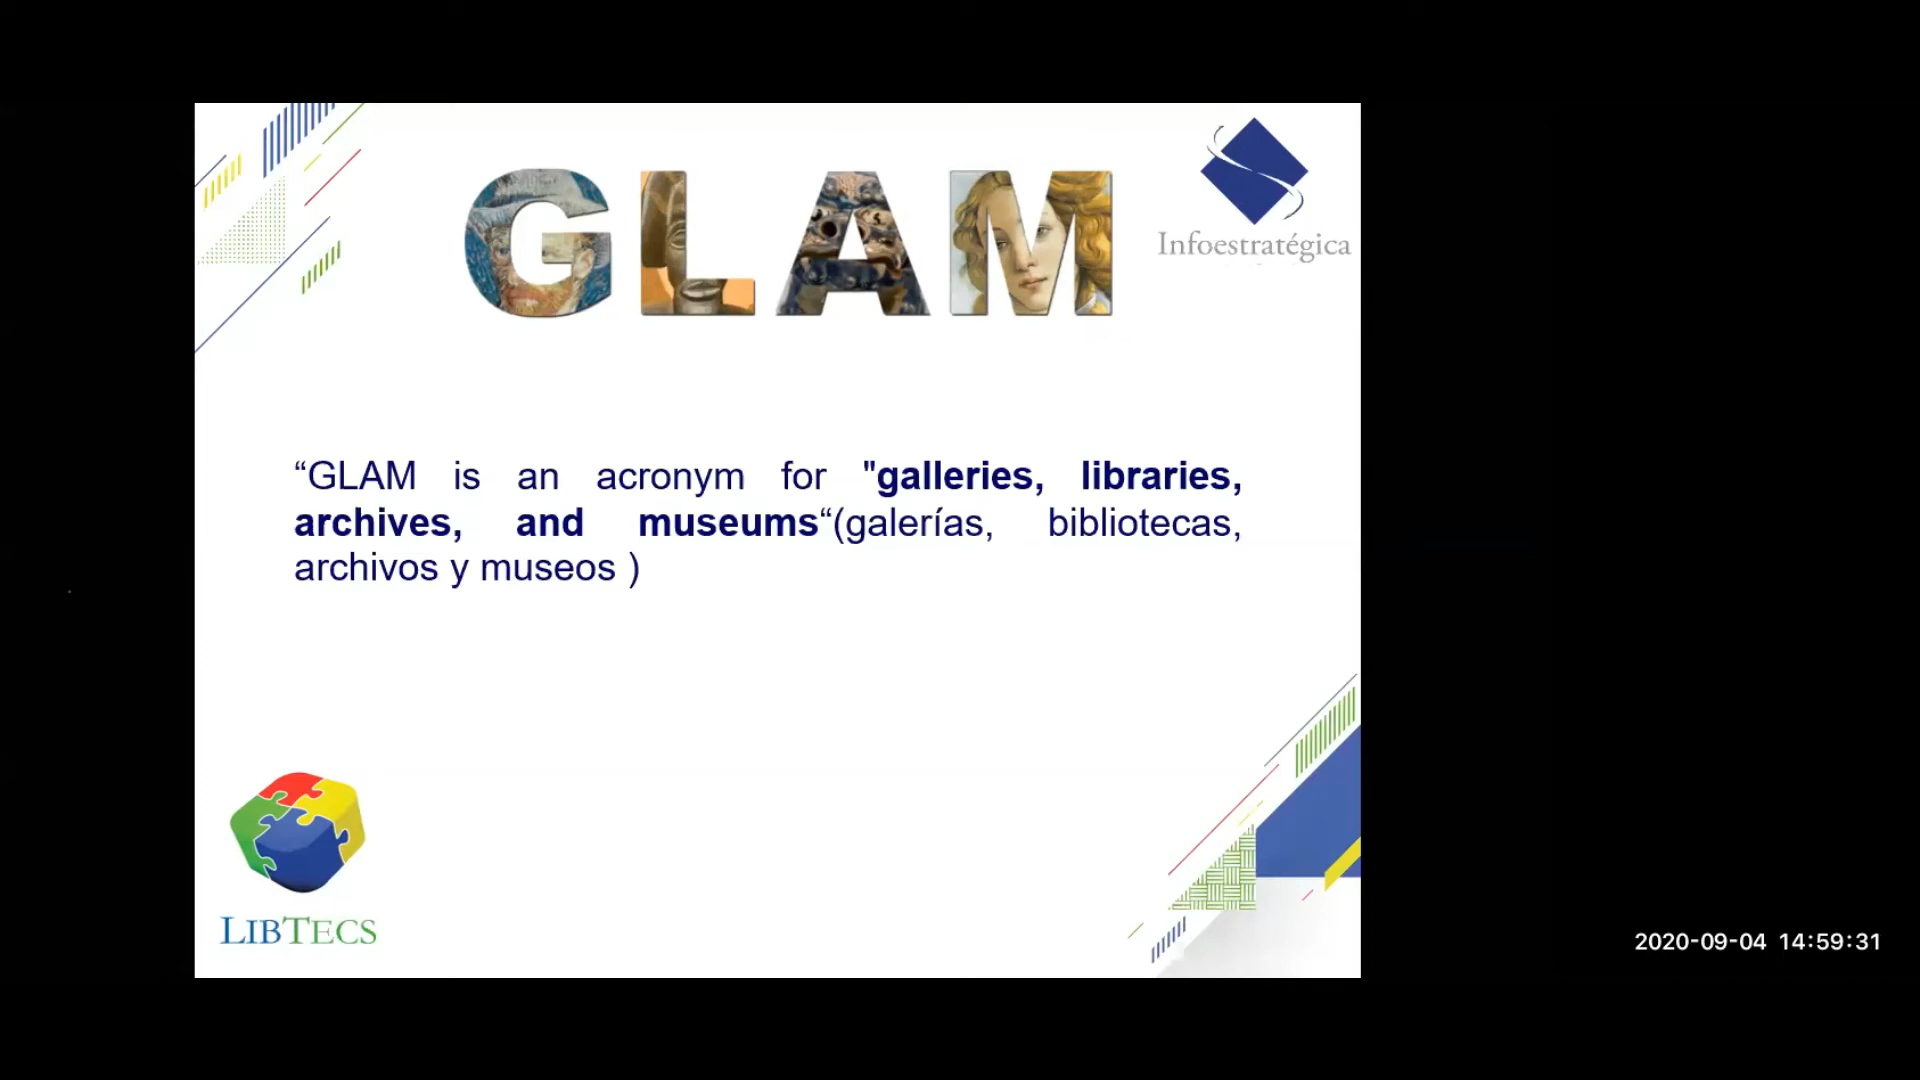 GLAM
Infoestratégica
“GLAM is an acronym for "galleries, libraries,
archives, and museums“(galerías, bibliotecas,
archivos y museos )
LIBTECS
2020-09-04 14:59:31